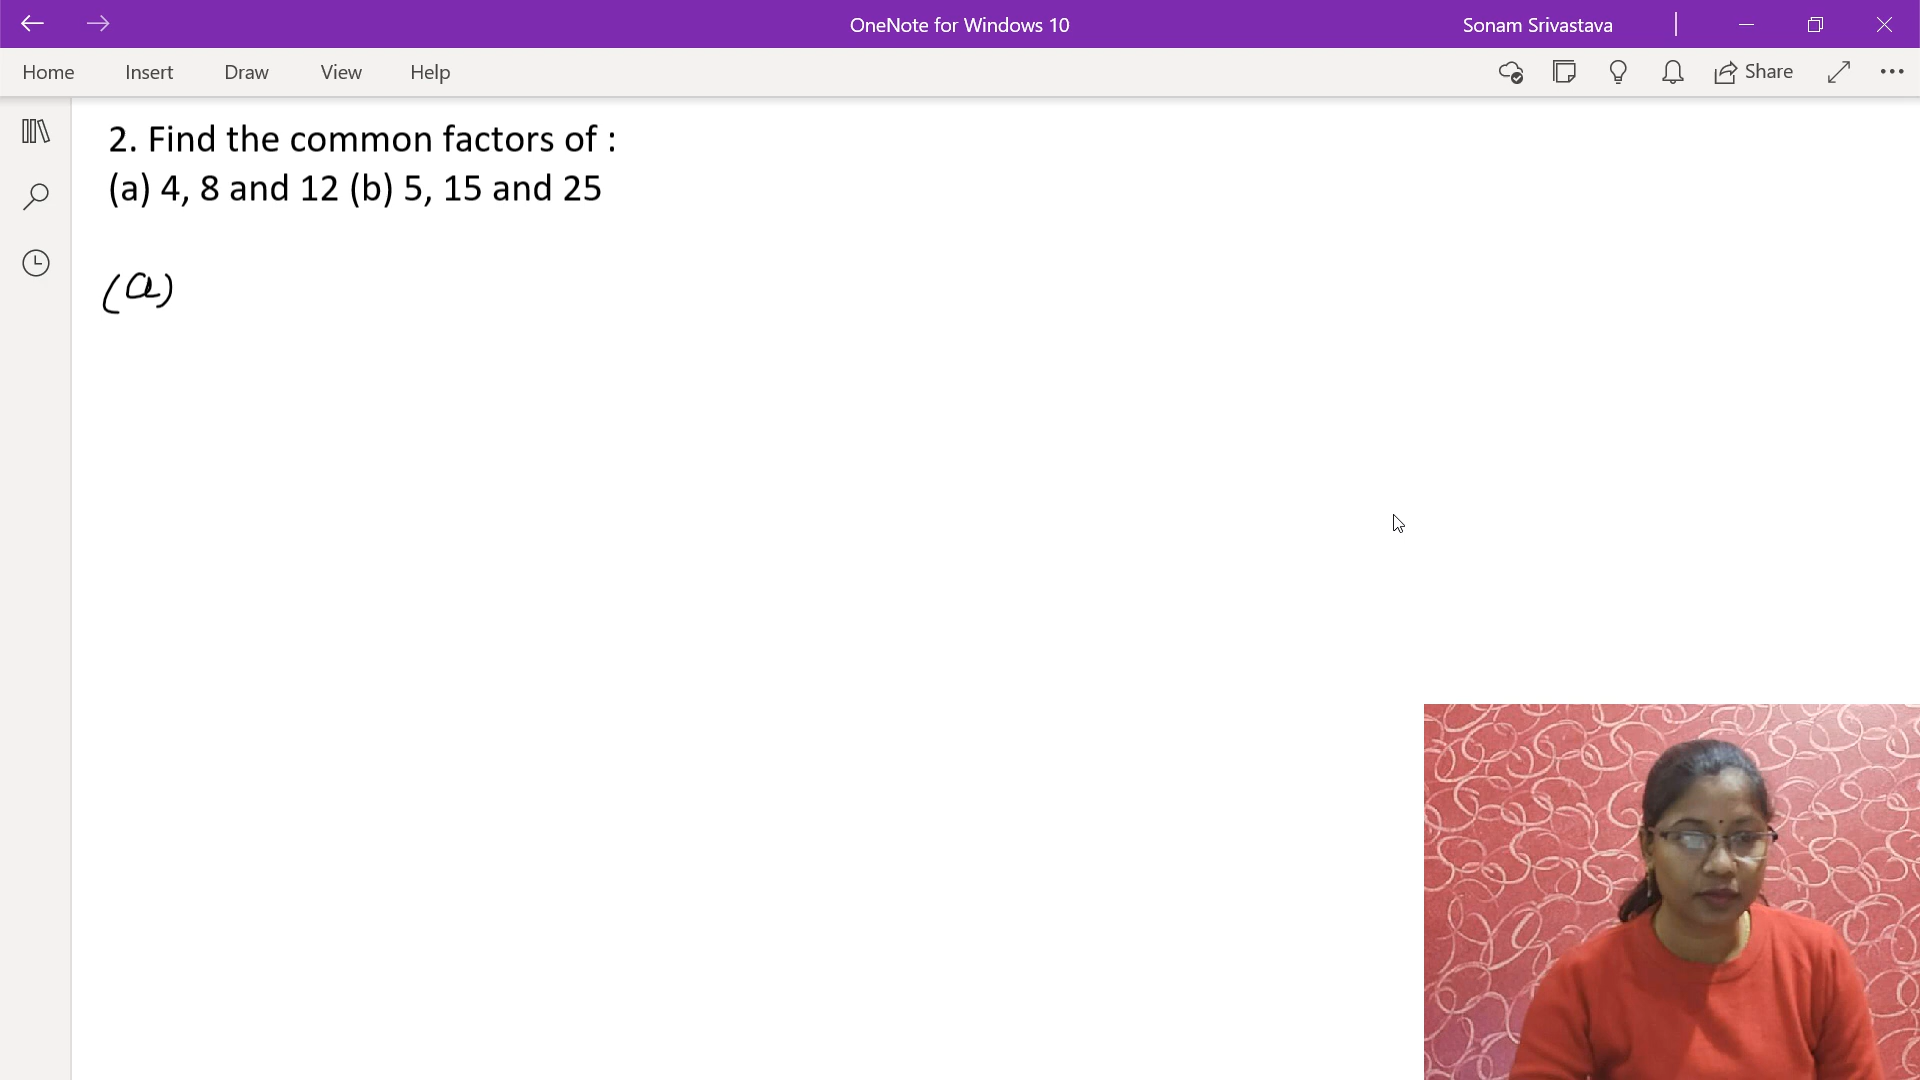 OneNote for Windows 10
Sonam Srivastava
Home Insert Draw View Help
Share
2. Find the common factors of :
(a) 4, 8 and 12 (b) 5, 15 and 25
(a)